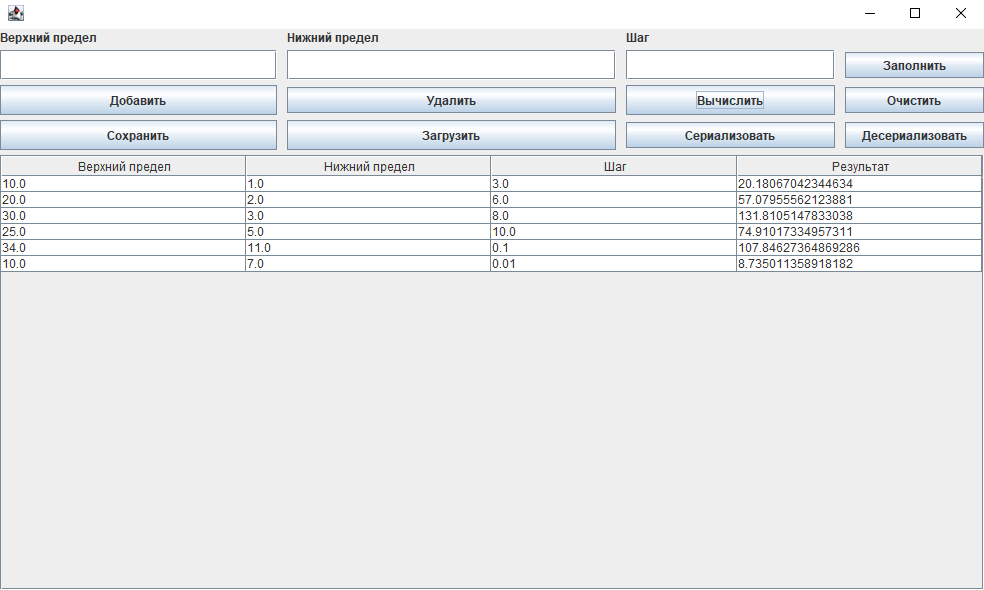 Верхний предел Нижний предел Шаг
Заполнить
Добавить Удалить Вычислить Очистить
Сохранить Загрузить Сериализовать Десериализовать
Верхний предел Нижний предел Шаг Результат
10.0 1.0 3.0 20.18067042344634
20.0 2.0 6.0 57.07955562123881
30.0 3.0 8.0 131.8105147833038
25.0 5.0 10.0 74.91017334957311
34.0 11.0 0.1 107.84627364869286
10.0 7.0 0.01 8.735011358918182